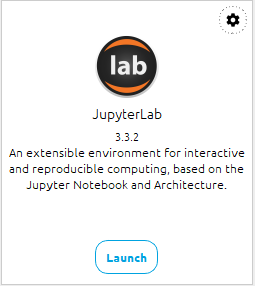 lab
JupyterLab
3.3.2
An extensible environment for interactive
and reproducible computing, based on the
Jupyter Notebook and Architecture.
Launch